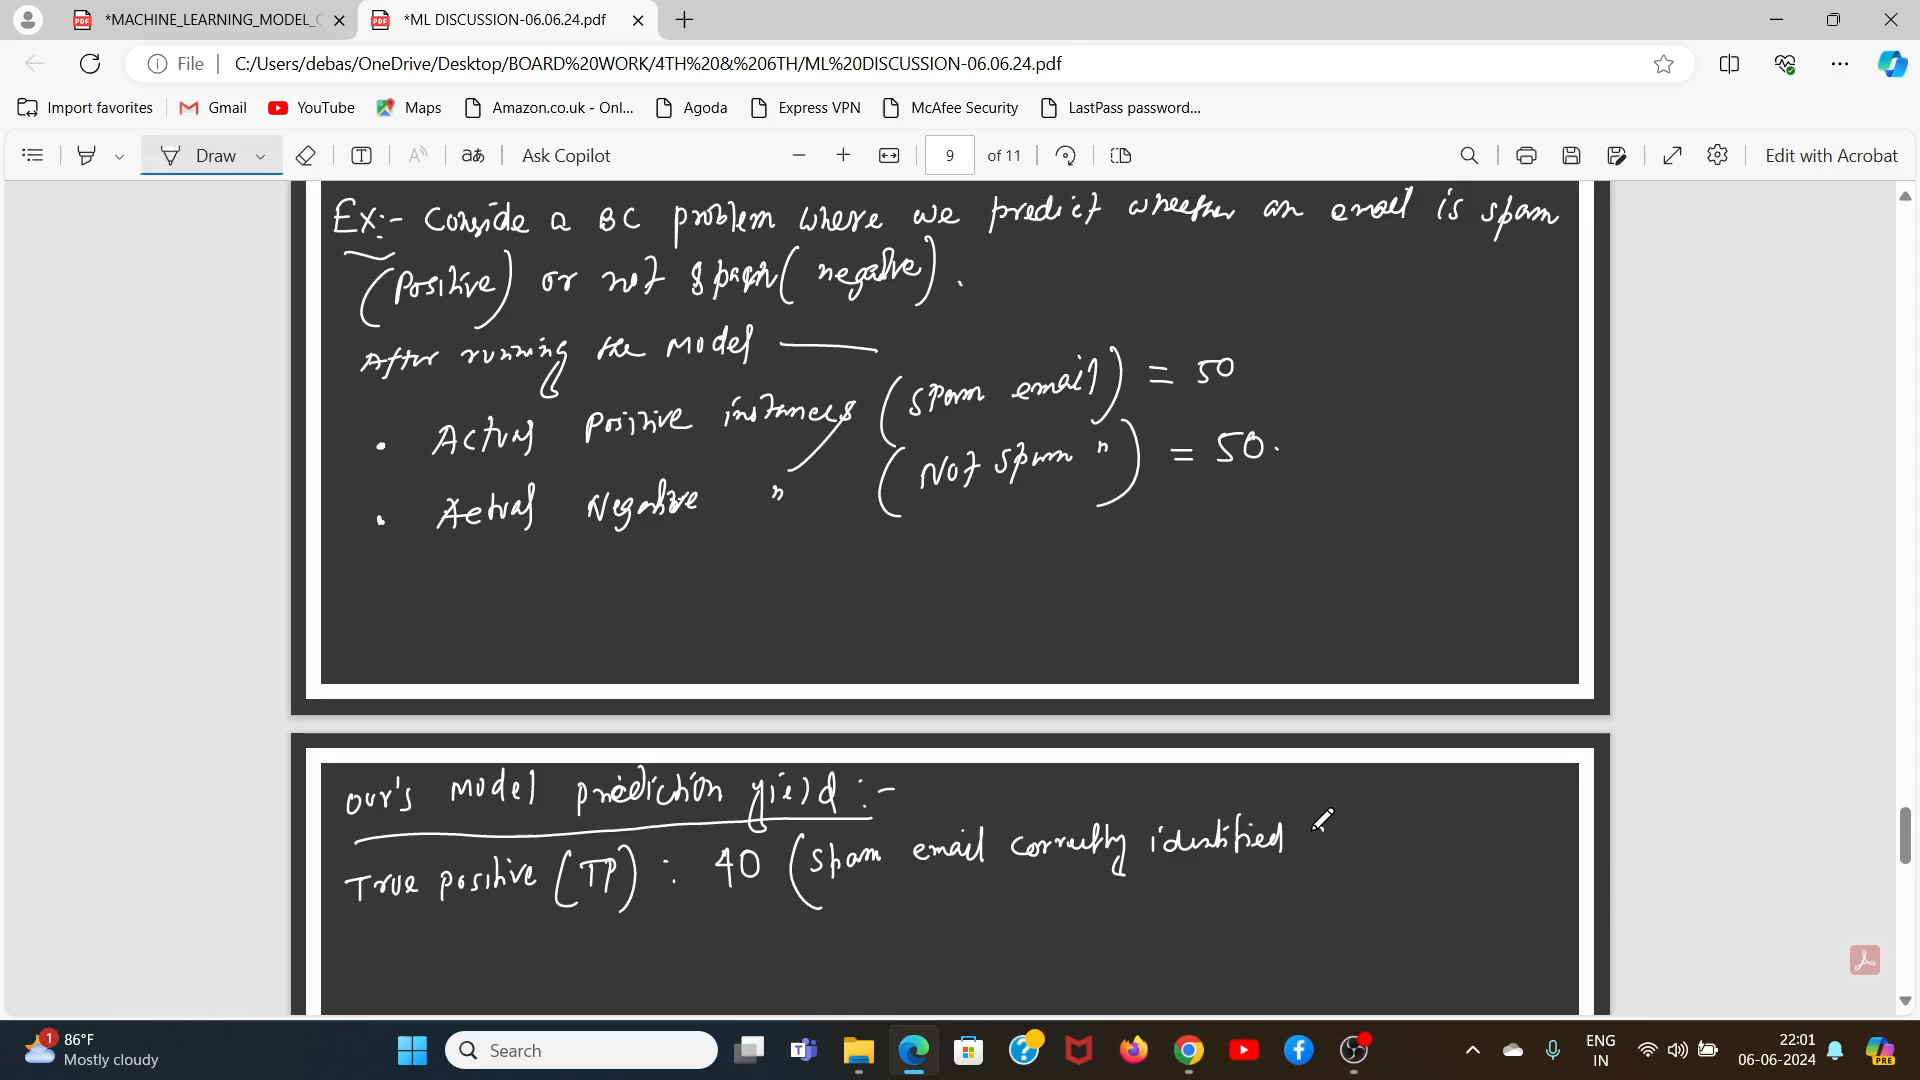 *MACHINE_LEARNING_MODEL_C
*ML DISCUSSION-06.06.24.pdf
File
C:/Users/debas/OneDrive/Desktop/BOARD%20WORK/4TH%20&%206TH/ML%20DISCUSSION-06.06.24.pdf
Import favorites
Gmail
YouTube
Maps
Amazon.co.uk - Onl...
Agoda
Express VPN
McAfee Security
LastPass password...
Draw
Ask Copilot
9 of 11
Edit with Acrobat
Ex:- Conside a BC problem where we predict wheether an email is spam
(Positive) or not spam (negative).
After running the Model —
• Actual Positive instances (spam email) = 50
• Actual Negative " (Not spam ") = 50.
our's Model prediction yield :-
True positive (TP) : 40 (spam email correctly identified
1
86°F
Mostly cloudy
Search
ENG
IN
22:01
06-06-2024
PRE